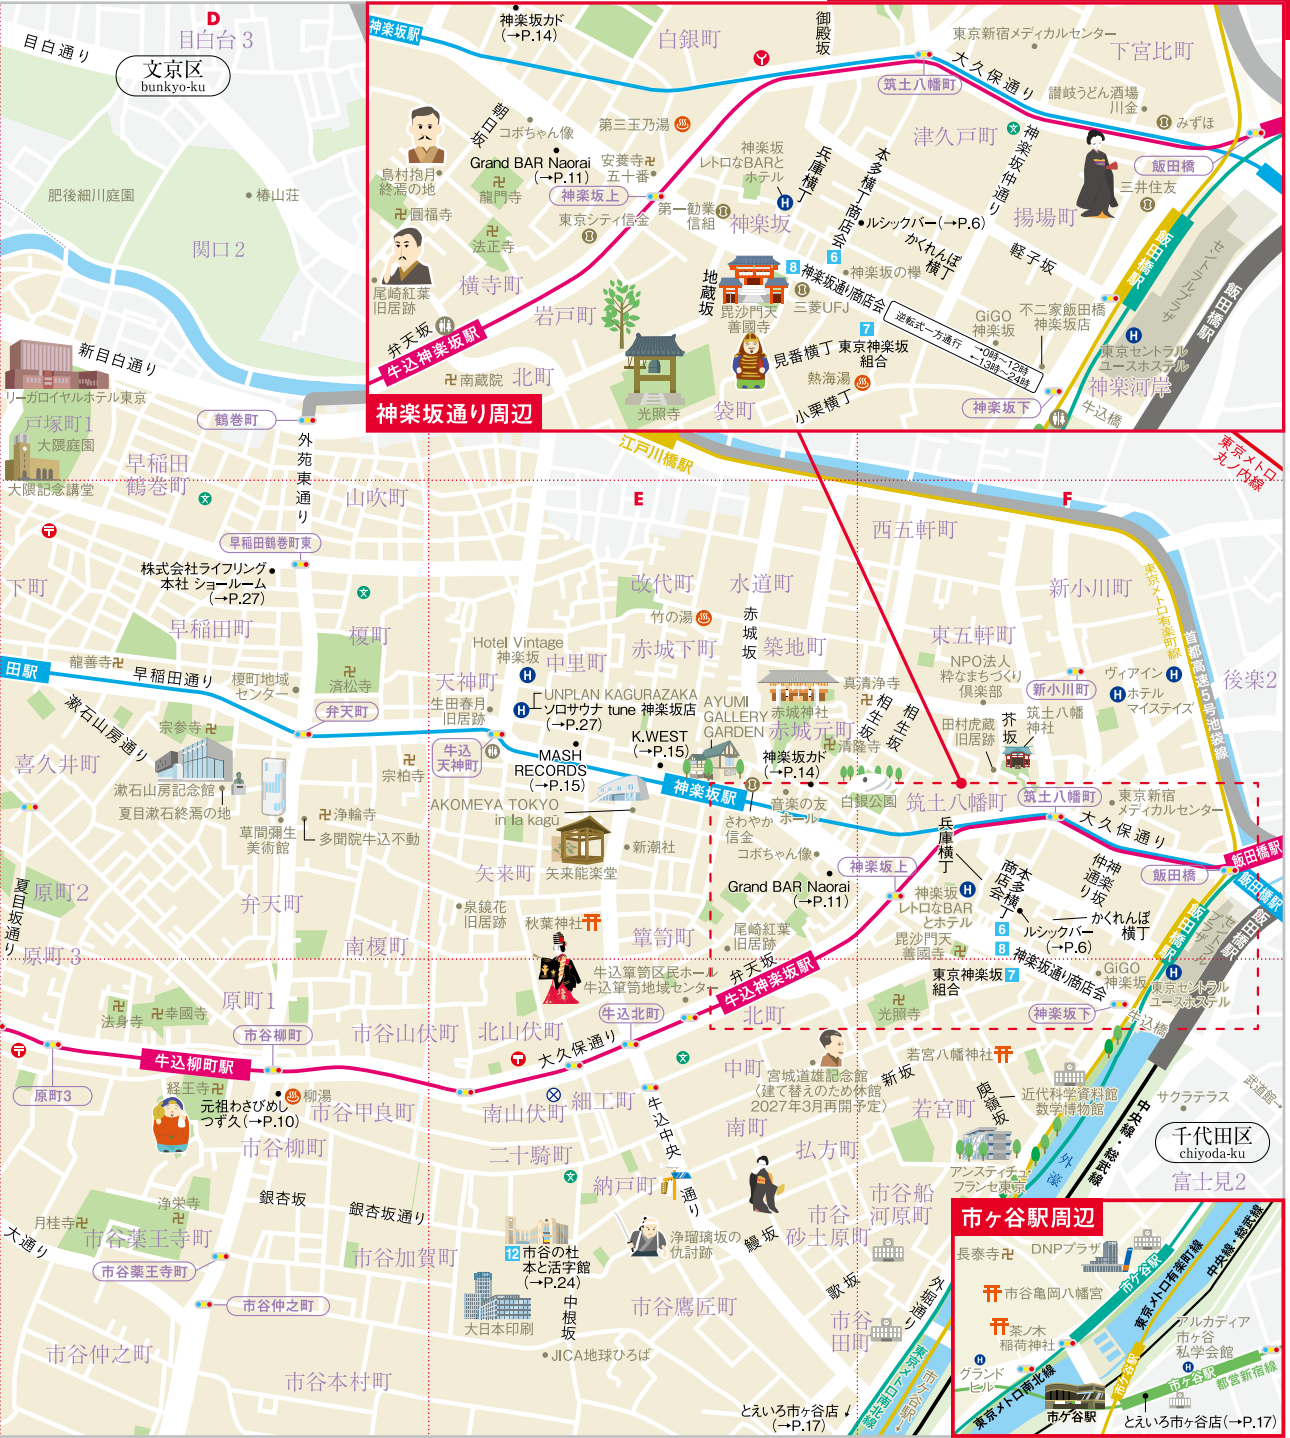 D
目白通り
目白台3
文京区
bunkyo-ku
肥後細川庭園
椿山荘
関口2
新目白通り
リーガロイヤルホテル東京
戸塚町1
大隈庭園
大隈記念講堂
早稲田
鶴巻町
鶴巻町
外苑東通り
山吹町
神楽坂駅
神楽坂カド
(→P.14)
白銀町
御殿坂
東京新宿メディカルセンター
下宮比町
筑土八幡町
大久保通り
讃岐うどん酒場
川金
みずほ
朝日坂
コボちゃん像
第三玉乃湯
津久戸町
神楽坂仲通り
飯田橋
Grand BAR Naorai
(→P.11)
安養寺
五十番
神楽坂
レトロなBARと
ホテル
兵庫横丁
本多横丁商店会
島村抱月
終焉の地
龍門寺
神楽坂上
三井住友
圓福寺
東京シティ信金
第一勧業
信組
神楽坂
ルシックバー(→P.6)
揚場町
法正寺
かくれんぼ
横丁
軽子坂
飯田橋駅
セントラルプラザ
6
8
神楽坂通り商店会
神楽坂の欅
尾崎紅葉
旧居跡
横寺町
地蔵坂
毘沙門天
善國寺
三菱UFJ
飯田橋駅
岩戸町
弁天坂
牛込神楽坂駅
7
逆転式一方通行
→0時~12時
←13時~24時
GiGO
神楽坂
不二家飯田橋
神楽坂店
見番横丁
東京神楽坂
組合
東京セントラル
ユースホステル
南蔵院
北町
熱海湯
神楽河岸
光照寺
袋町
小栗横丁
神楽坂下
牛込橋
神楽坂通り周辺
江戸川橋駅
東京メトロ
丸ノ内線
E
F
西五軒町
早稲田鶴巻町東
株式会社ライフリング
本社 ショールーム
(→P.27)
下町
改代町
水道町
新小川町
東京メトロ有楽町線
早稲田町
榎町
竹の湯
赤城坂
赤城下町
築地町
東五軒町
首都高速5号池袋線
後楽2
田駅
龍善寺
早稲田通り
榎町地域
センター
済松寺
Hotel Vintage
神楽坂
中里町
天神町
NPO法人
粋なまちづくり
倶楽部
新小川町
ヴィアイン
ホテル
マイステイズ
漱石山房通り
宗参寺
弁天町
生田春月
旧居跡
UNPLAN KAGURAZAKA
ソロサウナ tune 神楽坂店
(→P.27)
AYUMI
GALLERY
GARDEN
赤城神社
赤城元町
真清浄寺
相生坂
相生坂
清隆寺
田村虎蔵
旧居跡
芥坂
筑土八幡
神社
喜久井町
宗柏寺
牛込
天神町
MASH
RECORDS
(→P.15)
K.WEST
(→P.15)
神楽坂カド
(→P.14)
神楽坂駅
漱石山房記念館
夏目漱石終焉の地
草間彌生
美術館
浄輪寺
多聞院牛込不動
AKOMEYA TOKYO
in la kagū
さわやか
信金
音楽の友
ホール
白銀公園
筑土八幡町
筑土八幡町
東京新宿
メディカルセンター
大久保通り
矢来町
矢来能楽堂
新潮社
コボちゃん像
神楽坂上
兵庫横丁
飯田橋
飯田橋駅
飯田橋駅
原町2
夏目坂通り
弁天町
泉鏡花
旧居跡
Grand BAR Naorai
(→P.11)
神楽坂
レトロなBAR
とホテル
本多横丁
商店会
神楽坂
仲通り
かくれんぼ
横丁
ルシックバー
(→P.6)
6
8
秋葉神社
尾崎紅葉
旧居跡
毘沙門天
善國寺
神楽坂通り商店会
飯田橋駅
セントラル
プラザ
飯田橋駅
原町3
南榎町
簞笥町
弁天坂
牛込神楽坂駅
東京神楽坂
組合
7
GiGO
神楽坂
東京セントラル
ユースホステル
原町1
牛込簞笥区民ホール
牛込簞笥地域センター
法身寺
幸國寺
市谷柳町
市谷山伏町
北山伏町
牛込北町
北町
光照寺
神楽坂下
牛込橋
牛込柳町駅
大久保通り
原町3
経王寺
元祖わさびめし
つず久(→P.10)
柳湯
市谷甲良町
南山伏町
細工町
中町
宮城道雄記念館
〈建て替えのため休館
2027年3月再開予定〉
若宮八幡神社
新坂
庾嶺坂
若宮町
近代科学資料館
数学博物館
サクラテラス
武道館
市谷柳町
二十騎町
牛込中央
通り
南町
払方町
アンスティチュ
フランセ東京
外濠
中央線・総武線
千代田区
chiyoda-ku
富士見2
納戸町
浄栄寺
銀杏坂
銀杏坂通り
月桂寺
大通り
市谷薬王寺町
市谷薬王寺町
市谷加賀町
12
市谷の杜
本と活字館
(→P.24)
浄瑠璃坂の
仇討跡
鰻坂
市谷
砂土原町
市谷船
河原町
市谷仲之町
大日本印刷
中根坂
市谷鷹匠町
歌坂
市谷
田町
外堀通り
市谷仲之町
JICA地球ひろば
市谷本村町
とえいろ市ヶ谷店
(→P.17)
東京メトロ南北線
市ケ谷駅
市ヶ谷駅周辺
長泰寺
DNPプラザ
市谷亀岡八幡宮
茶ノ木
稲荷神社
市ケ谷駅
東京メトロ有楽町線
中央線・総武線
アルカディア
市ヶ谷
私学会館
グランド
ヒル
東京メトロ南北線
市ケ谷駅
市ケ谷駅
市ケ谷駅
都営新宿線
とえいろ市ヶ谷店(→P.17)